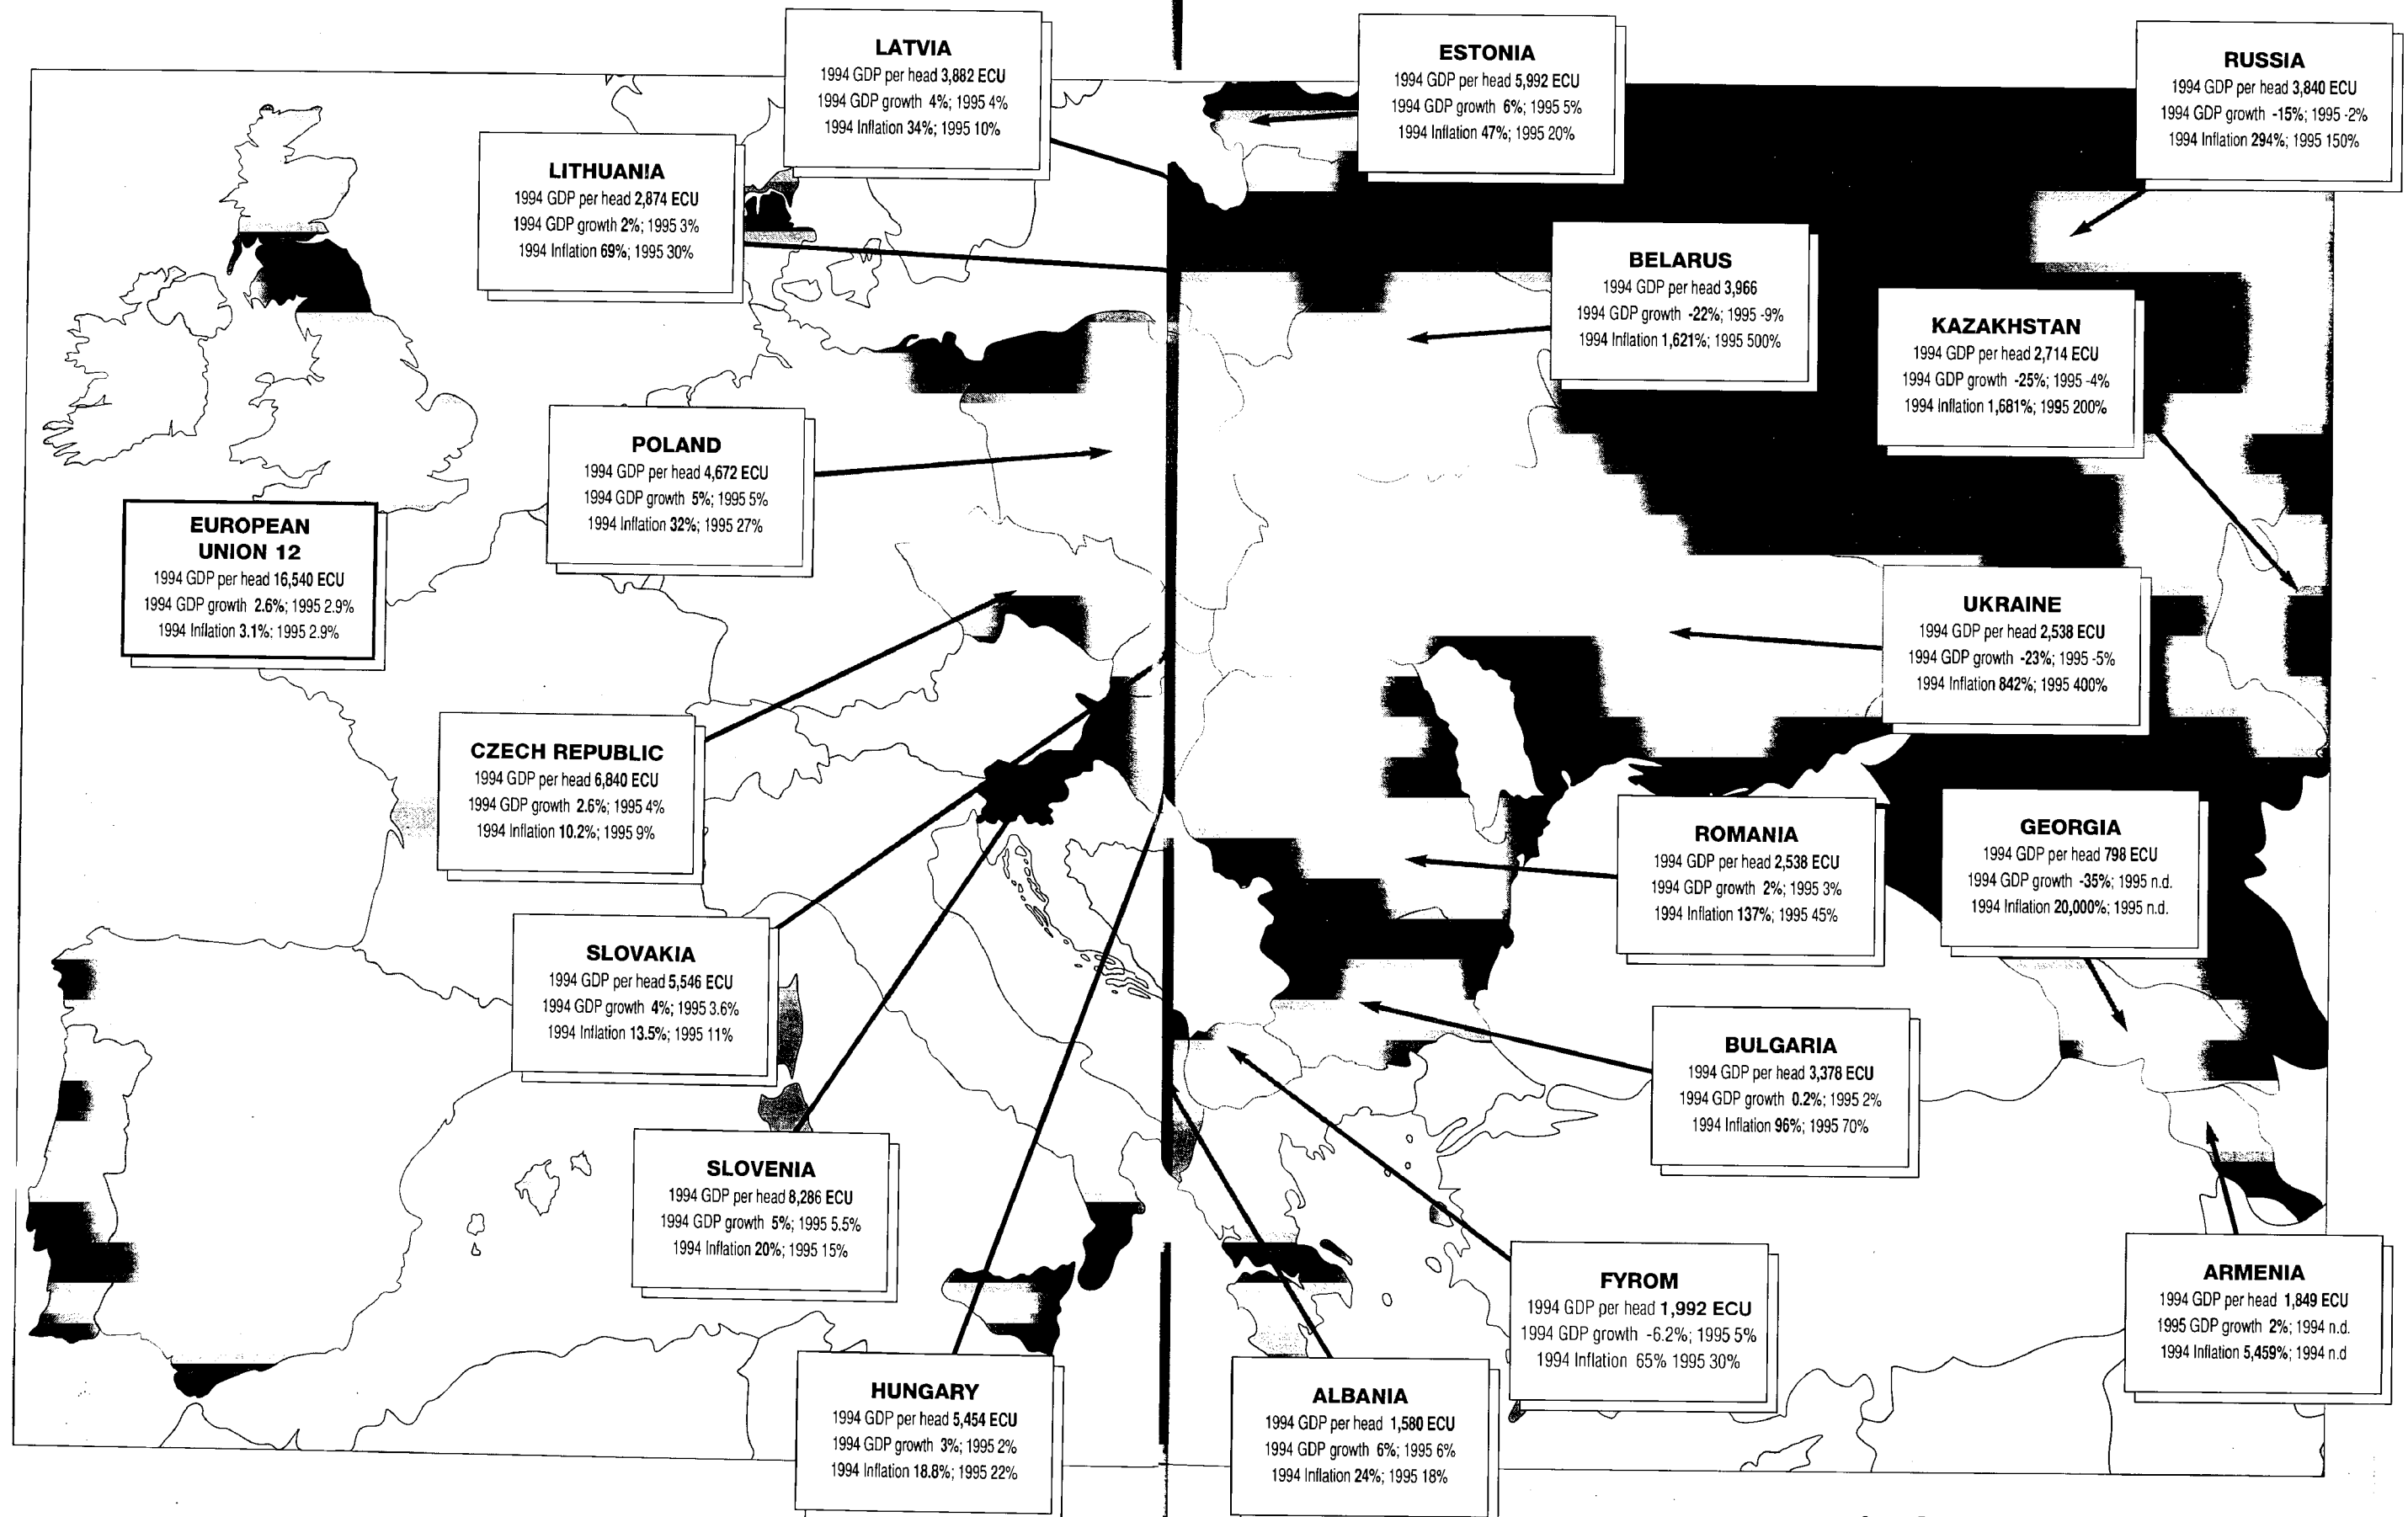 LATVIA
1994 GDP per head 3,882 ECU
1994 GDP growth 4%; 1995 4%
1994 Inflation 34%; 1995 10%
ESTONIA
1994 GDP per head 5,992 ECU
1994 GDP growth 6%; 1995 5%
1994 Inflation 47%; 1995 20%
RUSSIA
1994 GDP per head 3,840 ECU
1994 GDP growth -15%; 1995 -2%
1994 Inflation 294%; 1995 150%
LITHUANIA
1994 GDP per head 2,874 ECU
1994 GDP growth 2%; 1995 3%
1994 Inflation 69%; 1995 30%
BELARUS
1994 GDP per head 3,966
1994 GDP growth -22%; 1995 -9%
1994 Inflation 1,621%; 1995 500%
KAZAKHSTAN
1994 GDP per head 2,714 ECU
1994 GDP growth -25%; 1995 -4%
1994 Inflation 1,681%; 1995 200%
POLAND
1994 GDP per head 4,672 ECU
1994 GDP growth 5%; 1995 5%
1994 Inflation 32%; 1995 27%
EUROPEAN
UNION 12
1994 GDP per head 16,540 ECU
1994 GDP growth 2.6%; 1995 2.9%
1994 Inflation 3.1%; 1995 2.9%
UKRAINE
1994 GDP per head 2,538 ECU
1994 GDP growth -23%; 1995 -5%
1994 Inflation 842%; 1995 400%
CZECH REPUBLIC
1994 GDP per head 6,840 ECU
1994 GDP growth 2.6%; 1995 4%
1994 Inflation 10.2%; 1995 9%
ROMANIA
1994 GDP per head 2,538 ECU
1994 GDP growth 2%; 1995 3%
1994 Inflation 137%; 1995 45%
GEORGIA
1994 GDP per head 798 ECU
1994 GDP growth -35%; 1995 n.d.
1994 Inflation 20,000%; 1995 n.d.
SLOVAKIA
1994 GDP per head 5,546 ECU
1994 GDP growth 4%; 1995 3.6%
1994 Inflation 13.5%; 1995 11%
BULGARIA
1994 GDP per head 3,378 ECU
1994 GDP growth 0.2%; 1995 2%
1994 Inflation 96%; 1995 70%
SLOVENIA
1994 GDP per head 8,286 ECU
1994 GDP growth 5%; 1995 5.5%
1994 Inflation 20%; 1995 15%
FYROM
1994 GDP per head 1,992 ECU
1994 GDP growth -6.2%; 1995 5%
1994 Inflation 65% 1995 30%
ARMENIA
1994 GDP per head 1,849 ECU
1995 GDP growth 2%; 1994 n.d.
1994 Inflation 5,459%; 1994 n.d
HUNGARY
1994 GDP per head 5,454 ECU
1994 GDP growth 3%; 1995 2%
1994 Inflation 18.8%; 1995 22%
ALBANIA
1994 GDP per head 1,580 ECU
1994 GDP growth 6%; 1995 6%
1994 Inflation 24%; 1995 18%